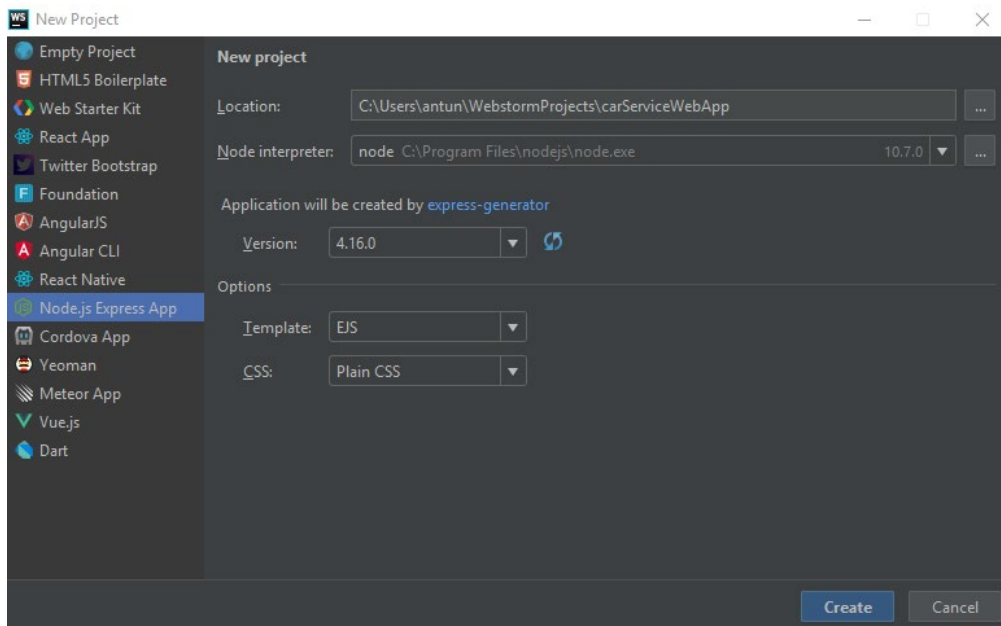 WS New Project
Empty Project
HTML5 Boilerplate
Web Starter Kit
React App
Twitter Bootstrap
Foundation
AngularJS
Angular CLI
React Native
Node.js Express App
Cordova App
Yeoman
Meteor App
Vue.js
Dart
New project
Location: C:\Users\antun\WebstormProjects\carServiceWebApp ...
Node interpreter: node C:\Program Files\nodejs\node.exe 10.7.0 ...
Application will be created by express-generator
Version: 4.16.0
Options
Template: EJS
CSS: Plain CSS
Create Cancel